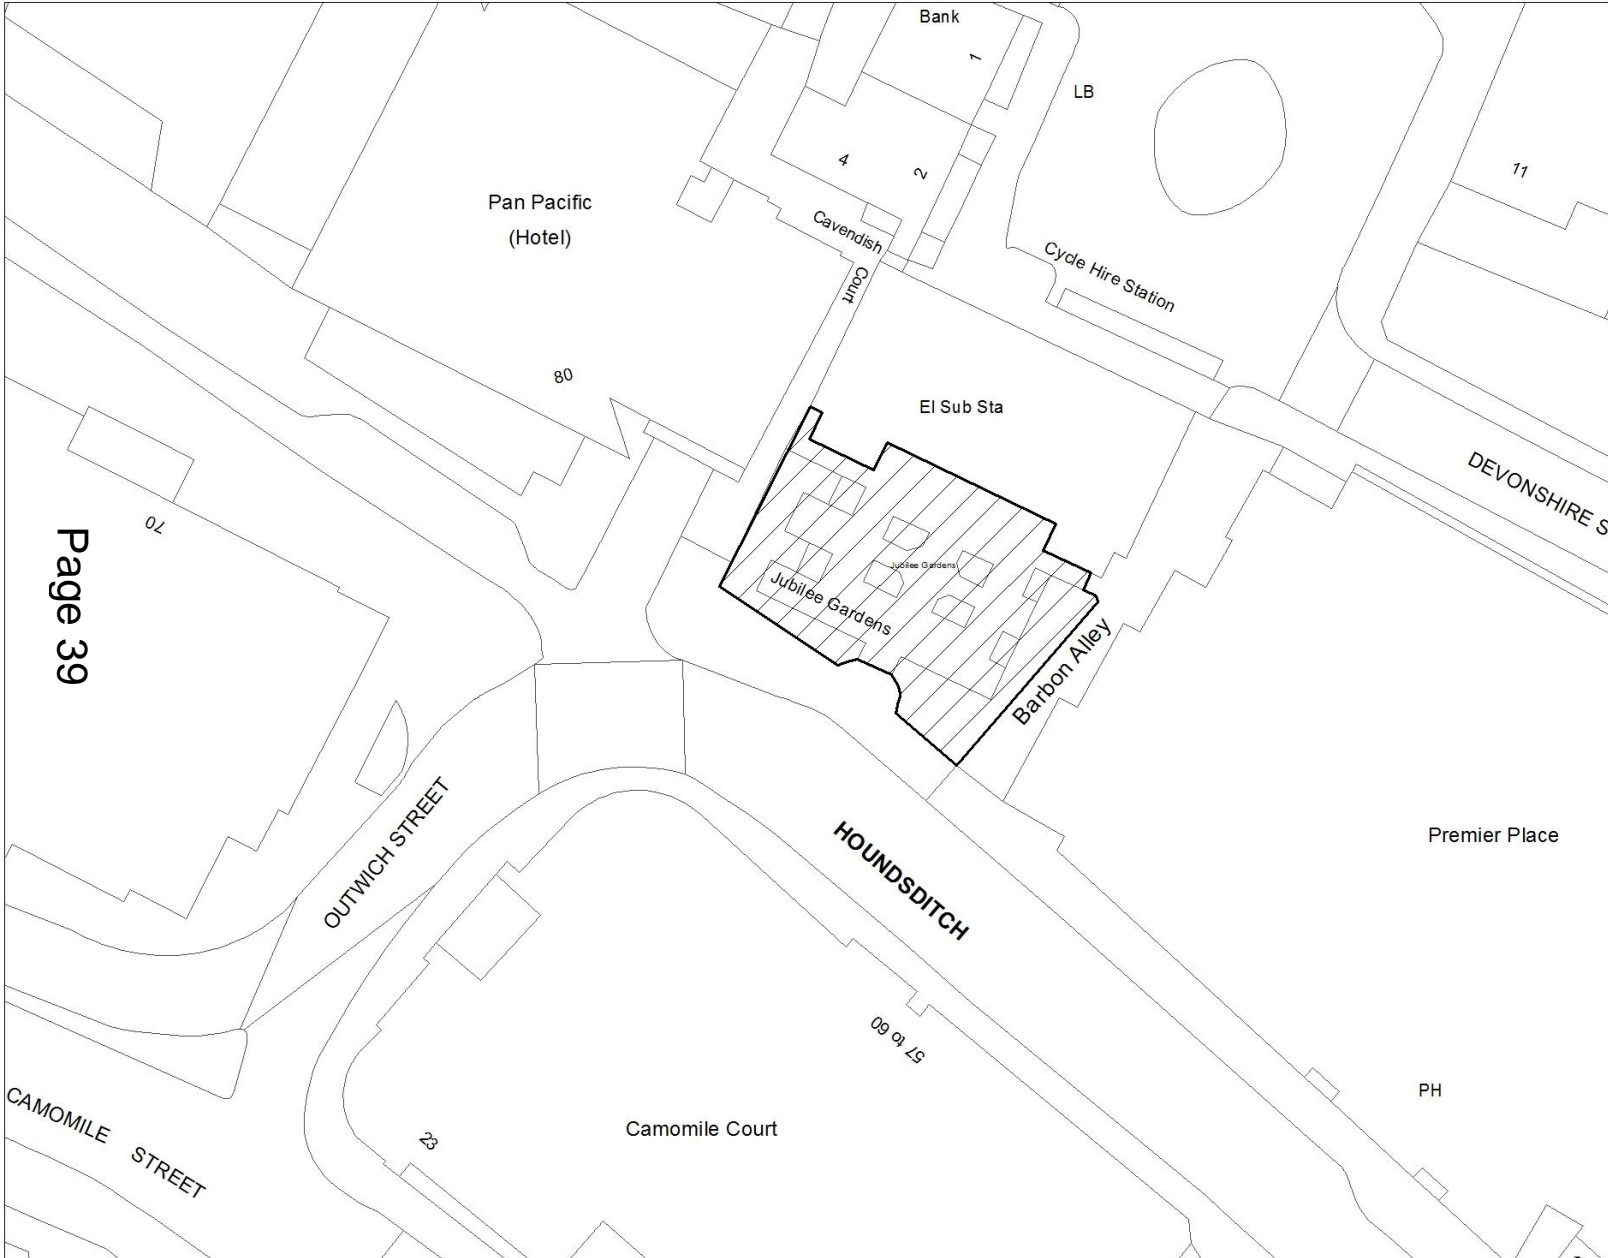 Bank
1
LB
4
2
11
Pan Pacific
(Hotel)
Cavendish
Court
Cycle Hire Station
80
El Sub Sta
DEVONSHIRE S
70
Page 39
Jubilee Gardens
Jubilee Gardens
Barbon Alley
OUTWICH STREET
HOUNDSDITCH
Premier Place
57 to 60
PH
CAMOMILE STREET
23
Camomile Court